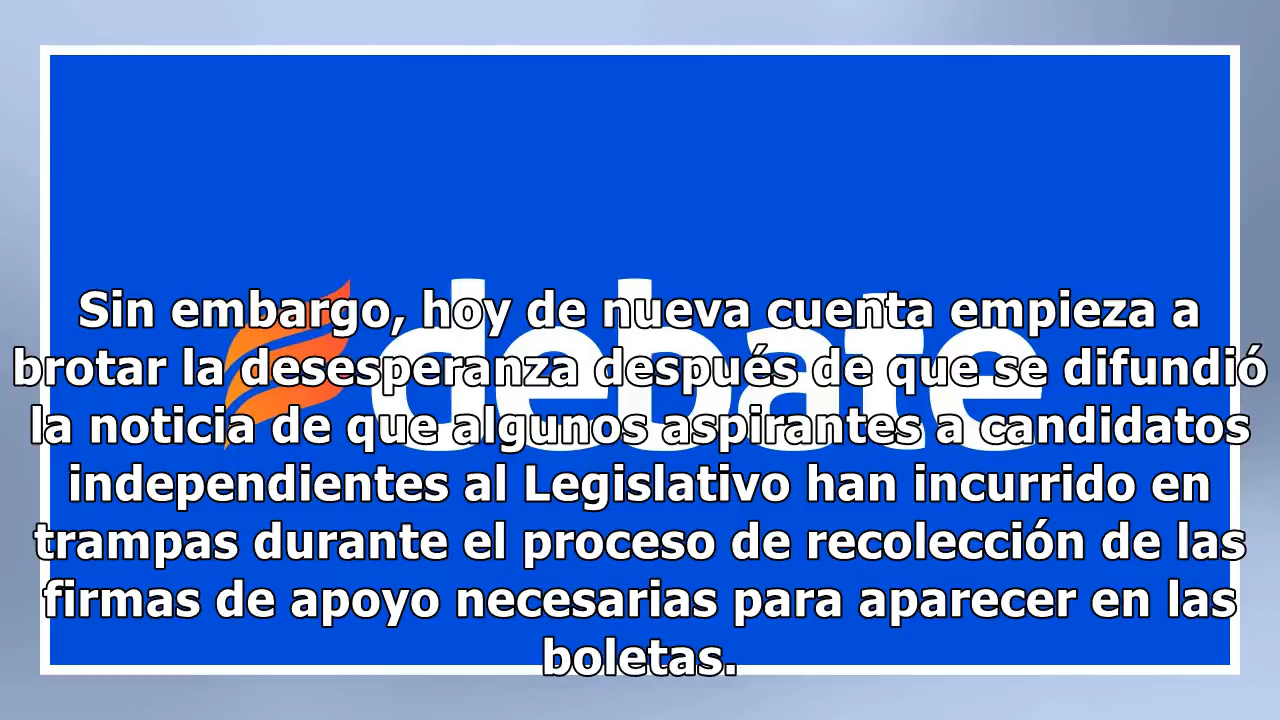 debate
Sin embargo, hoy de nueva cuenta empieza a
brotar la desesperanza después de que se difundió
la noticia de que algunos aspirantes a candidatos
independientes al Legislativo han incurrido en
trampas durante el proceso de recolección de las
firmas de apoyo necesarias para aparecer en las
boletas.